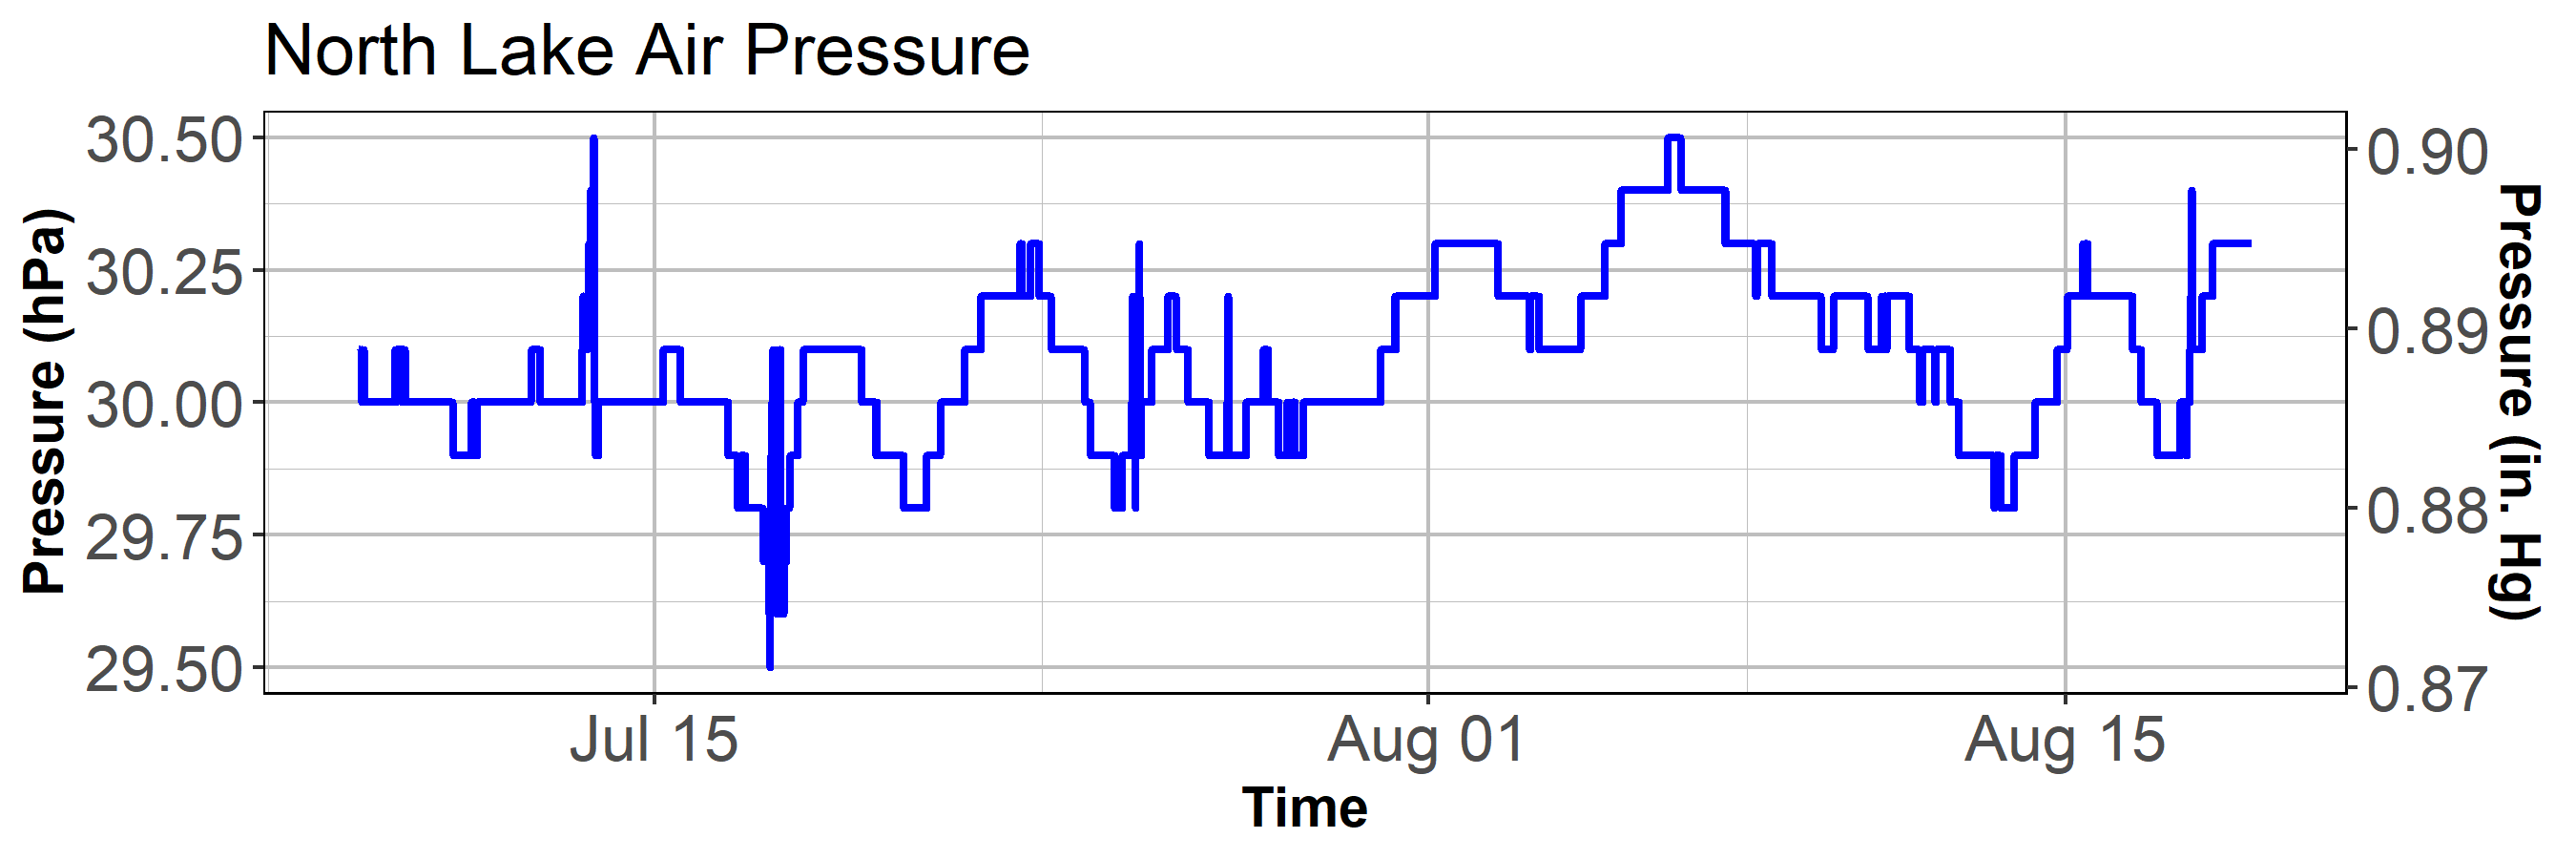 North Lake Air Pressure
Pressure (hPa)
30.50
30.25
30.00
29.75
29.50
0.90
0.89
0.88
0.87
Pressure (in. Hg)
Jul 15
Aug 01
Aug 15
Time